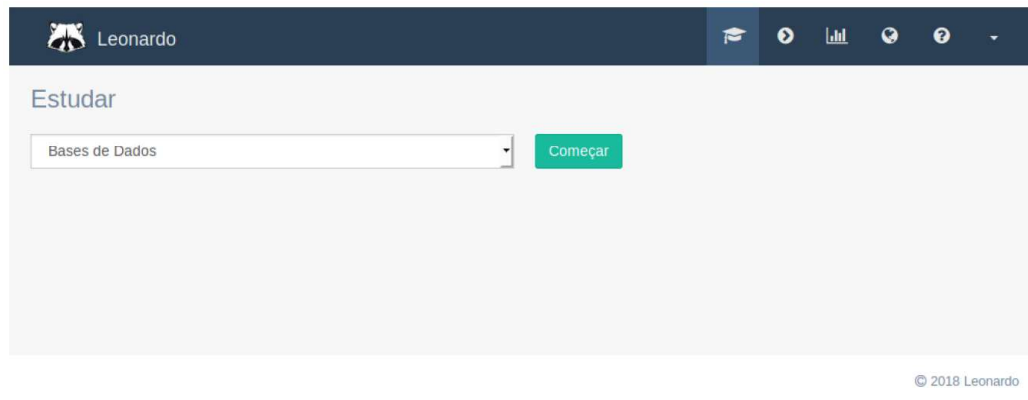 Leonardo
Estudar
Bases de Dados
Começar
© 2018 Leonardo